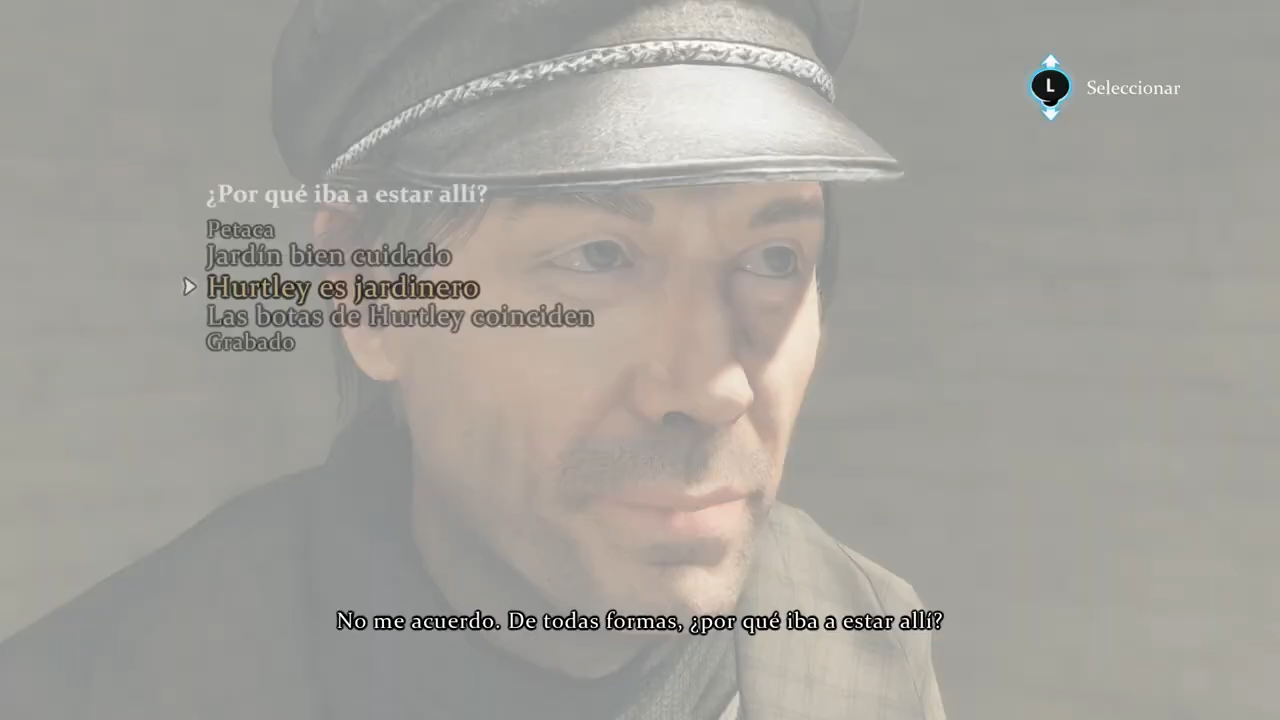 L Seleccionar
¿Por qué iba a estar allí?
Petaca
Jardín bien cuidado
Hurtley es jardinero
Las botas de Hurtley coinciden
Grabado
No me acuerdo. De todas formas, ¿por qué iba a estar allí?